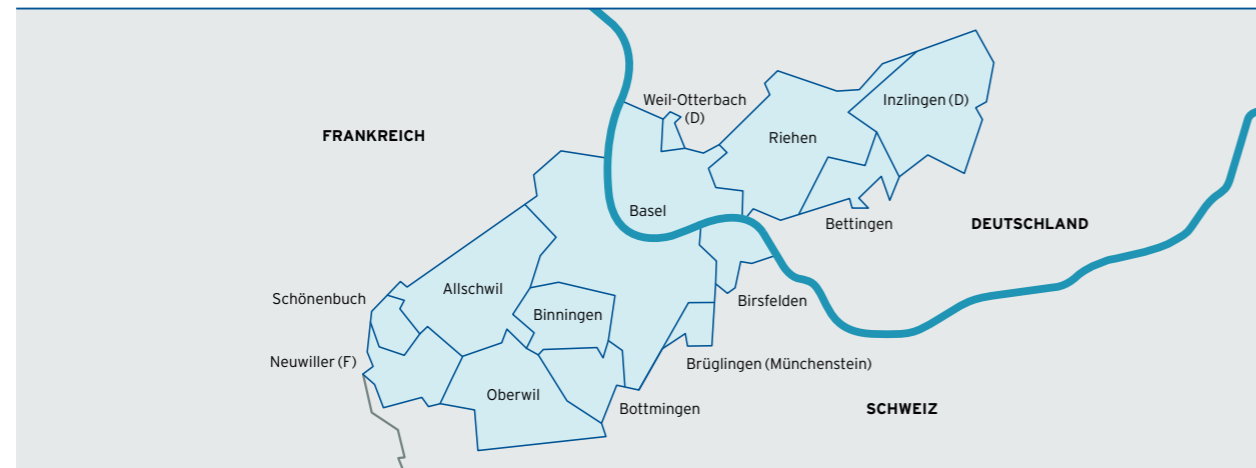 Weil-Otterbach
(D)
Inzlingen (D)
FRANKREICH
Riehen
Basel
Bettingen
DEUTSCHLAND
Allschwil
Schönenbuch
Birsfelden
Binningen
Neuwiller (F)
Brüglingen (Münchenstein)
Oberwil
Bottmingen
SCHWEIZ